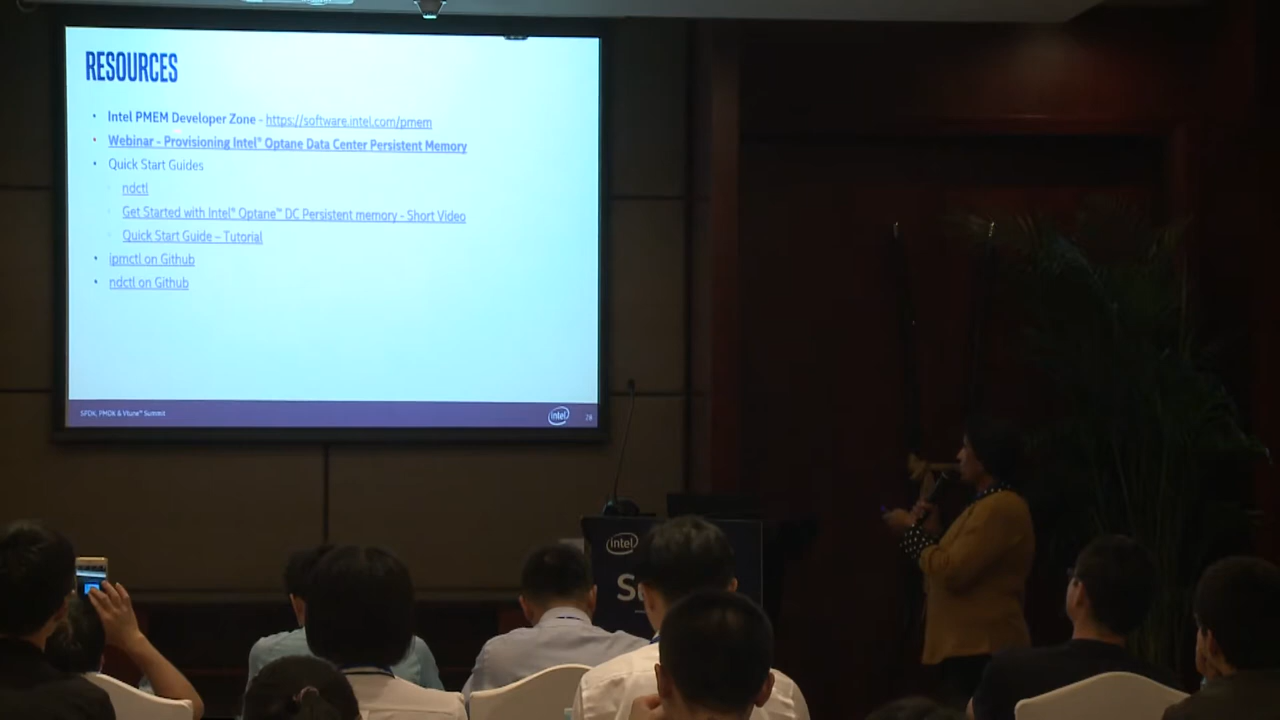 RESOURCES
Intel PMEM Developer Zone - https://software.intel.com/pmem
Webinar - Provisioning Intel® Optane Data Center Persistent Memory
Quick Start Guides
ndctl
Get Started with Intel® Optane™ DC Persistent memory - Short Video
Quick Start Guide – Tutorial
ipmctl on Github
ndctl on Github
SPDK, PMDK & Vtune™ Summit
intel
28
intel